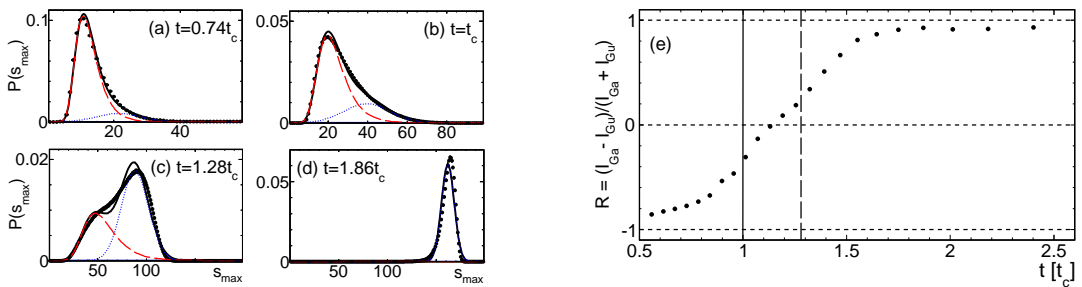 0.1
P(s_max)
(a) t=0.74t_c
0
20
40
0.05
(b) t=t_c
0
20
40
60
80
0.02
P(s_max)
(c) t=1.28t_c
0
50
100
s_max
0.05
(d) t=1.86t_c
0
50
100
s_max
(e)
R = (I_Ga - I_Gu)/(I_Ga + I_Gu)
1
0
-1
0.5
1
1.5
2
2.5
t [t_c]